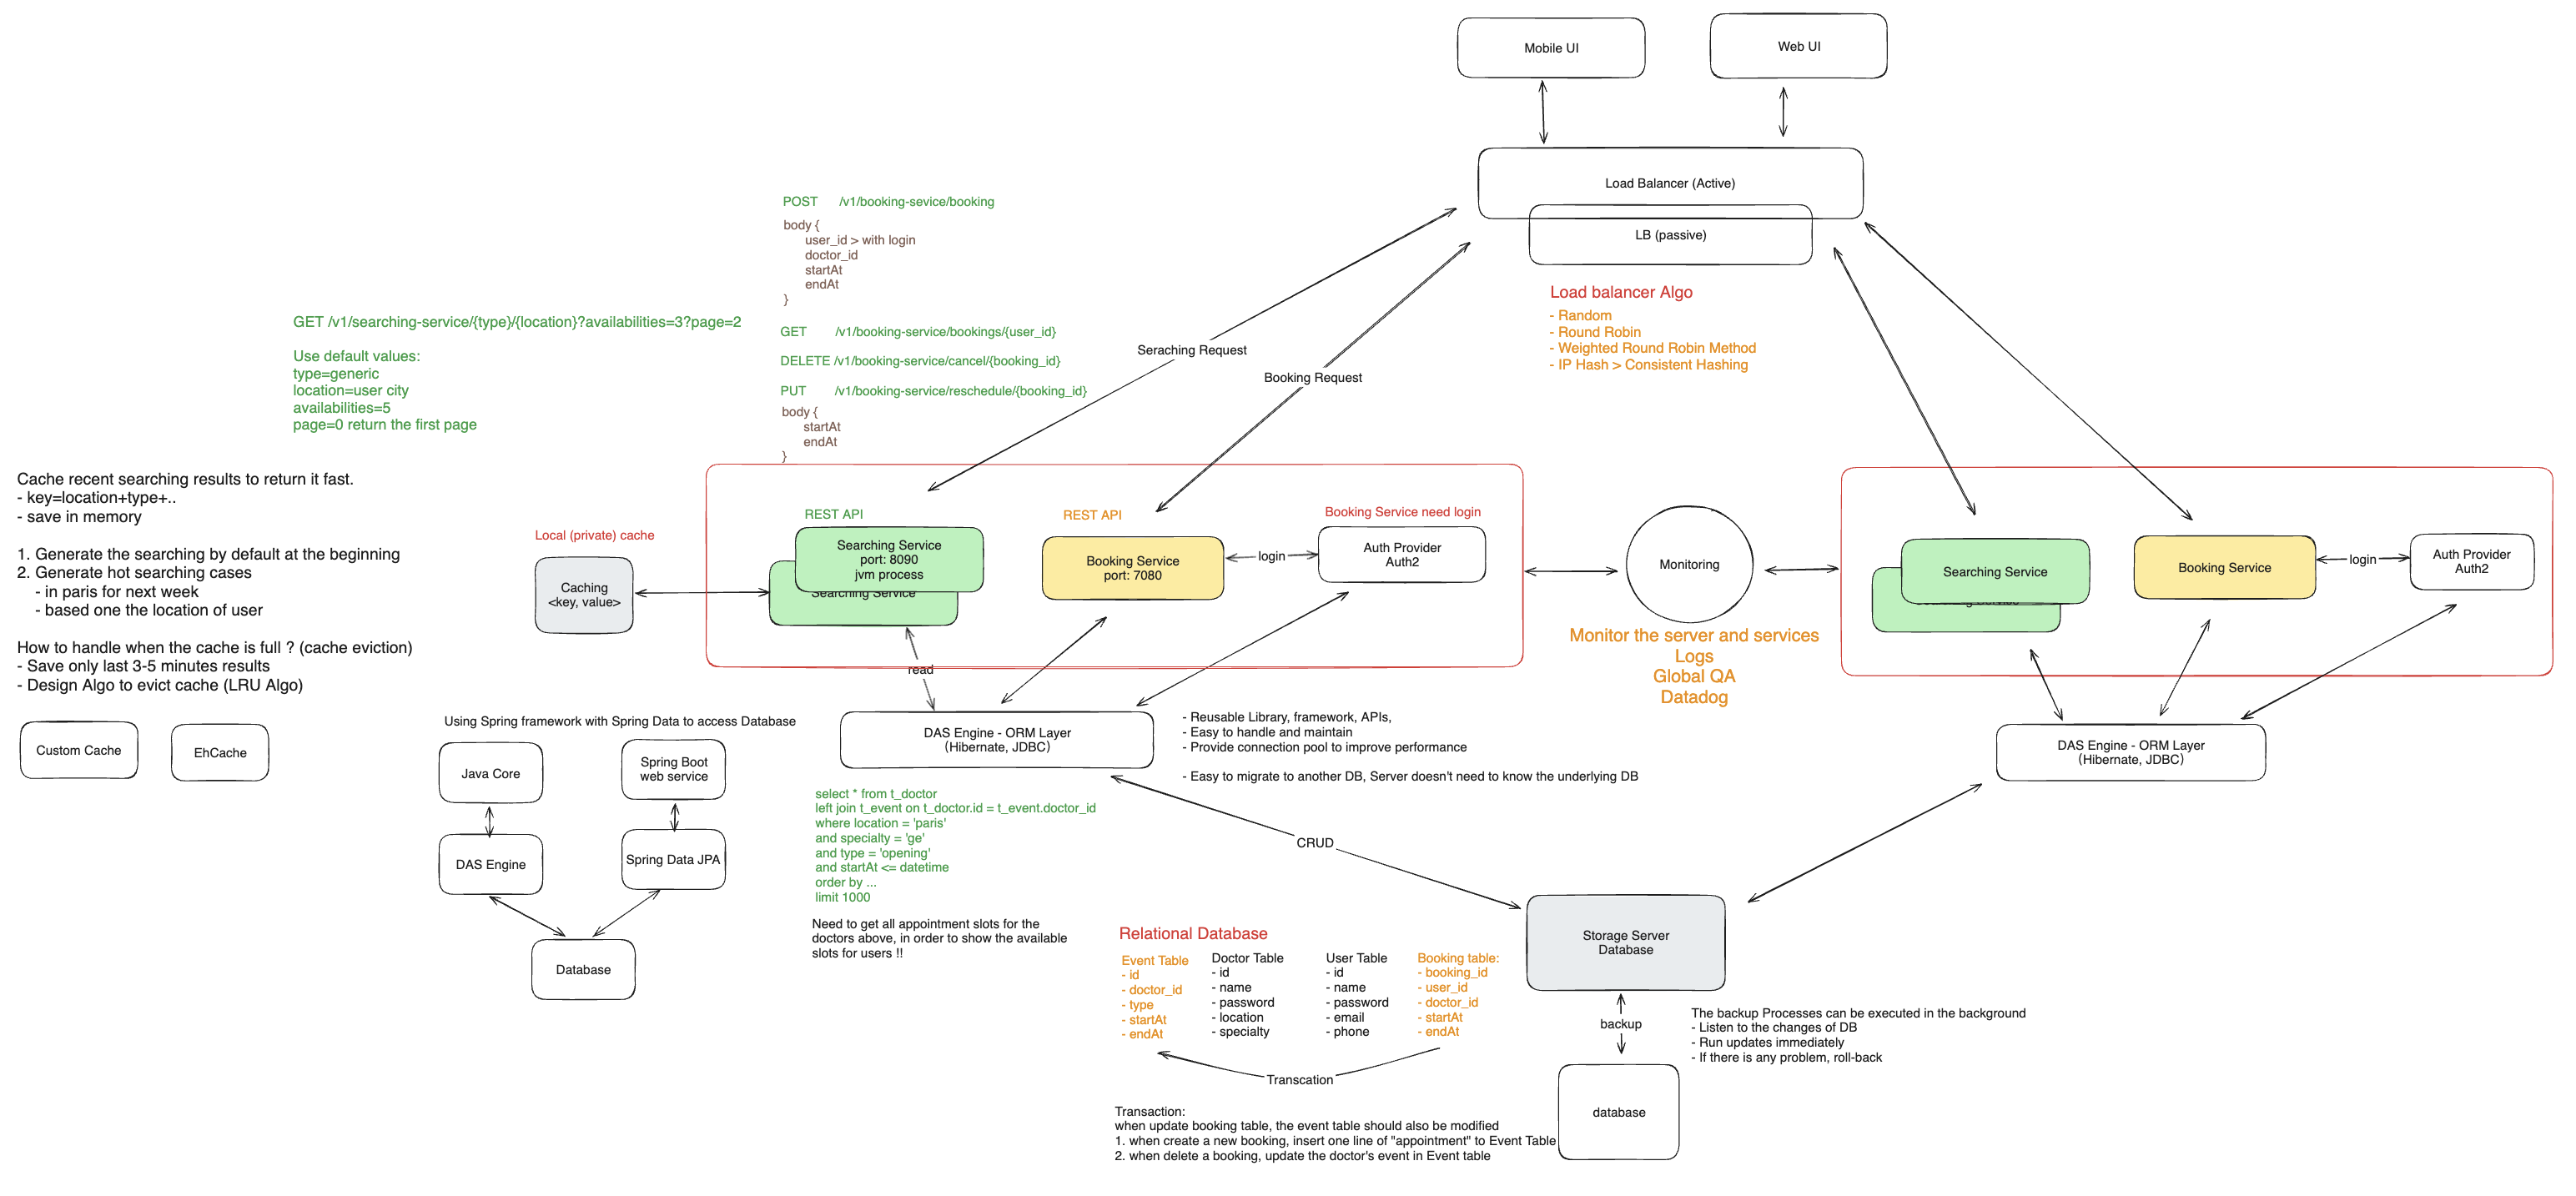 Mobile UI
Web UI
Load Balancer (Active)
LB (passive)
Load balancer Algo
- Random
- Round Robin
- Weighted Round Robin Method
- IP Hash > Consistent Hashing
POST /v1/booking-sevice/booking
body {
user_id > with login
doctor_id
startAt
endAt
}
GET /v1/booking-service/bookings/{user_id}
DELETE /v1/booking-service/cancel/{booking_id}
PUT /v1/booking-service/reschedule/{booking_id}
body {
startAt
endAt
}
GET /v1/searching-service/{type}/{location}?availabilities=3?page=2
Use default values:
type=generic
location=user city
availabilities=5
page=0 return the first page
Seraching Request
Booking Request
Cache recent searching results to return it fast.
- key=location+type+..
- save in memory
1. Generate the searching by default at the beginning
2. Generate hot searching cases
- in paris for next week
- based one the location of user
How to handle when the cache is full ? (cache eviction)
- Save only last 3-5 minutes results
- Design Algo to evict cache (LRU Algo)
Custom Cache
EhCache
Local (private) cache
Caching
<key, value>
REST API
Searching Service
port: 8090
jvm process
Searching Service
REST API
Booking Service
port: 7080
login
Booking Service need login
Auth Provider
Auth2
read
Monitoring
Monitor the server and services
Logs
Global QA
Datadog
Searching Service
Booking Service
login
Auth Provider
Auth2
Using Spring framework with Spring Data to access Database
Java Core
Spring Boot
web service
DAS Engine
Spring Data JPA
Database
DAS Engine - ORM Layer
(Hibernate, JDBC)
- Reusable Library, framework, APIs,
- Easy to handle and maintain
- Provide connection pool to improve performance
- Easy to migrate to another DB, Server doesn't need to know the underlying DB
DAS Engine - ORM Layer
(Hibernate, JDBC)
select * from t_doctor
left join t_event on t_doctor.id = t_event.doctor_id
where location = 'paris'
and specialty = 'ge'
and type = 'opening'
and startAt <= datetime
order by ...
limit 1000
Need to get all appointment slots for the
doctors above, in order to show the available
slots for users !!
CRUD
Storage Server
Database
Relational Database
Event Table
- id
- doctor_id
- type
- startAt
- endAt
Doctor Table
- id
- name
- password
- location
- specialty
User Table
- id
- name
- password
- email
- phone
Booking table:
- booking_id
- user_id
- doctor_id
- startAt
- endAt
Transcation
backup
The backup Processes can be executed in the background
- Listen to the changes of DB
- Run updates immediately
- If there is any problem, roll-back
database
Transaction:
when update booking table, the event table should also be modified
1. when create a new booking, insert one line of "appointment" to Event Table
2. when delete a booking, update the doctor's event in Event table